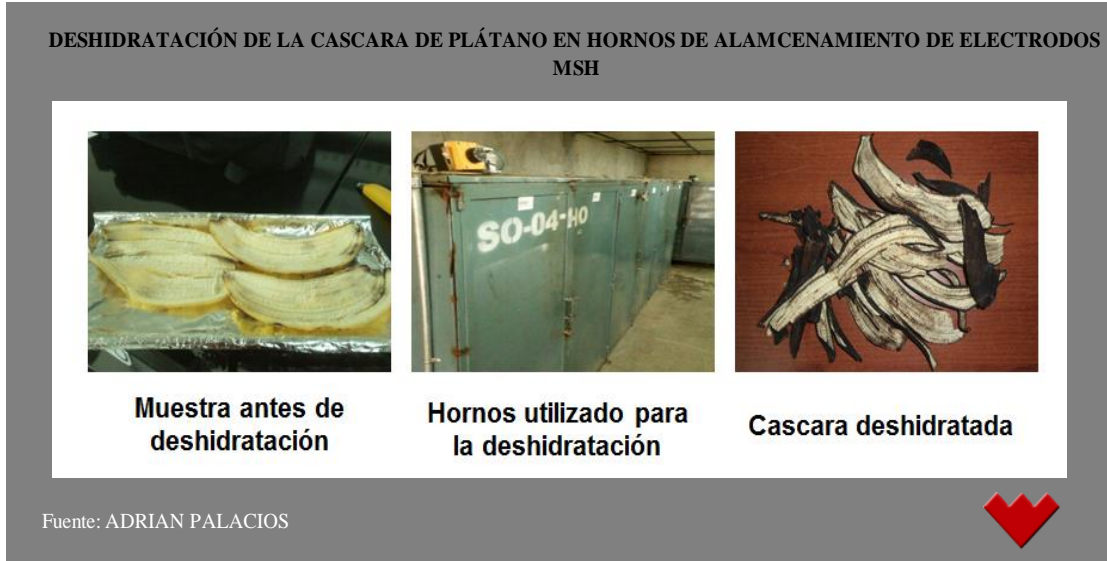 DESHIDRATACIÓN DE LA CASCARA DE PLÁTANO EN HORNOS DE ALAMCENAMIENTO DE ELECTRODOS
MSH
SO-04-HO
Muestra antes de
deshidratación
Hornos utilizado para
la deshidratación
Cascara deshidratada
Fuente: ADRIAN PALACIOS